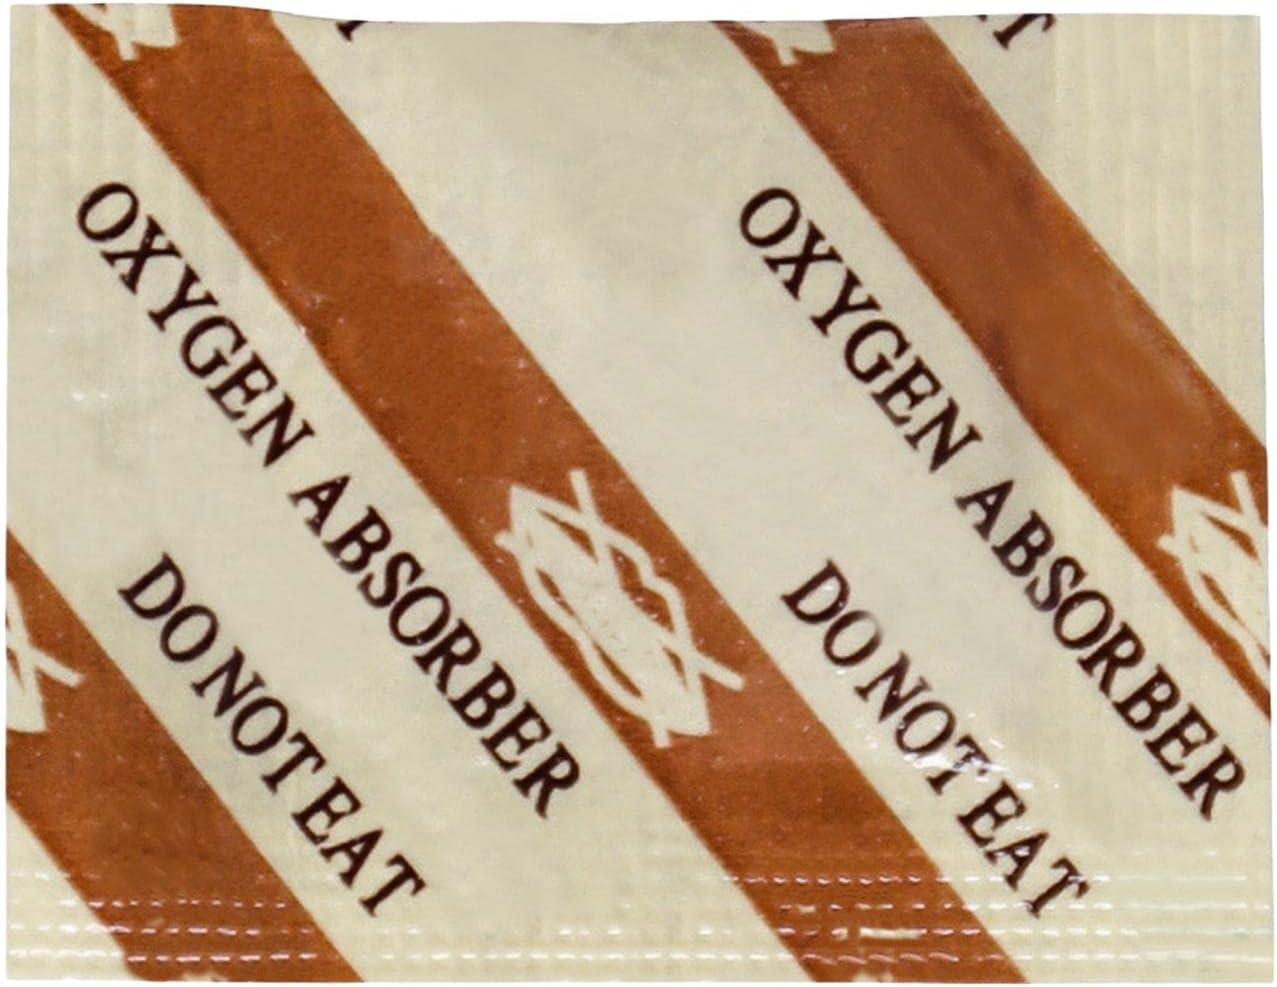 OXYGEN ABSORBER
DO NOT EAT
OXYGEN ABSORBER
DO NOT EAT
T